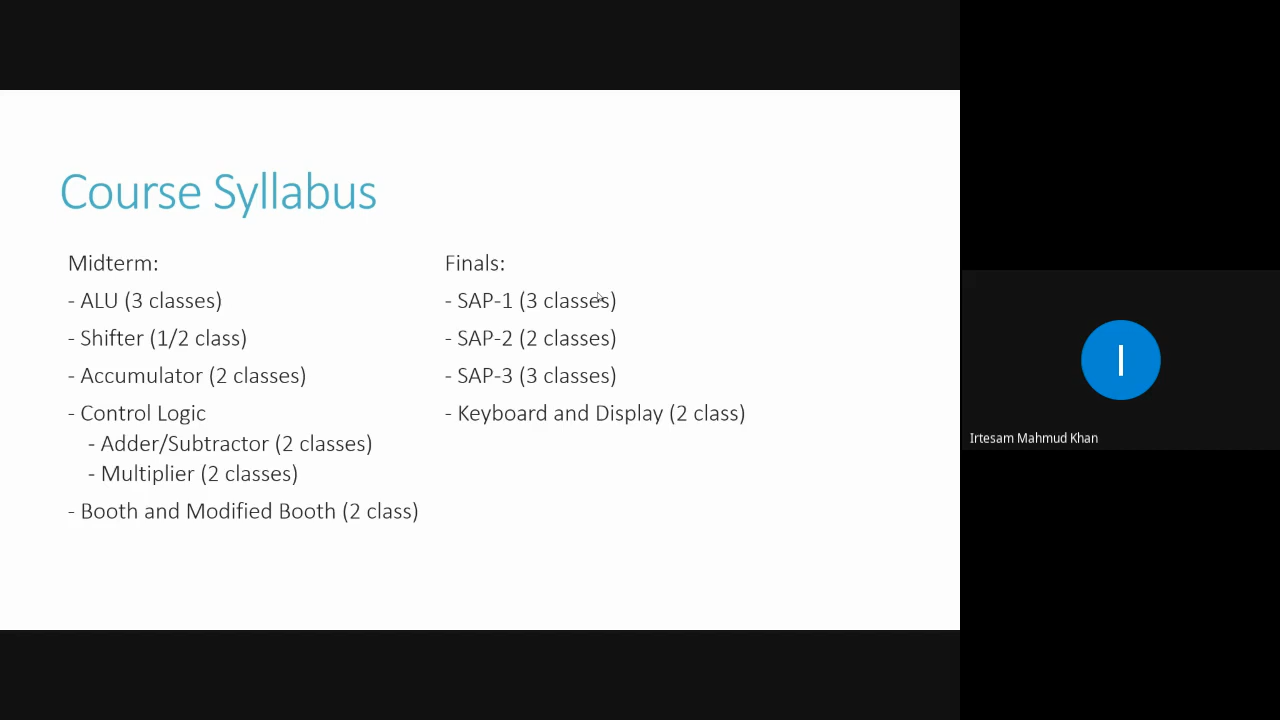 Course Syllabus
Midterm:
- ALU (3 classes)
- Shifter (1/2 class)
- Accumulator (2 classes)
- Control Logic
- Adder/Subtractor (2 classes)
- Multiplier (2 classes)
- Booth and Modified Booth (2 class)
Finals:
- SAP-1 (3 classes)
- SAP-2 (2 classes)
- SAP-3 (3 classes)
- Keyboard and Display (2 class)
I
Irtesam Mahmud Khan